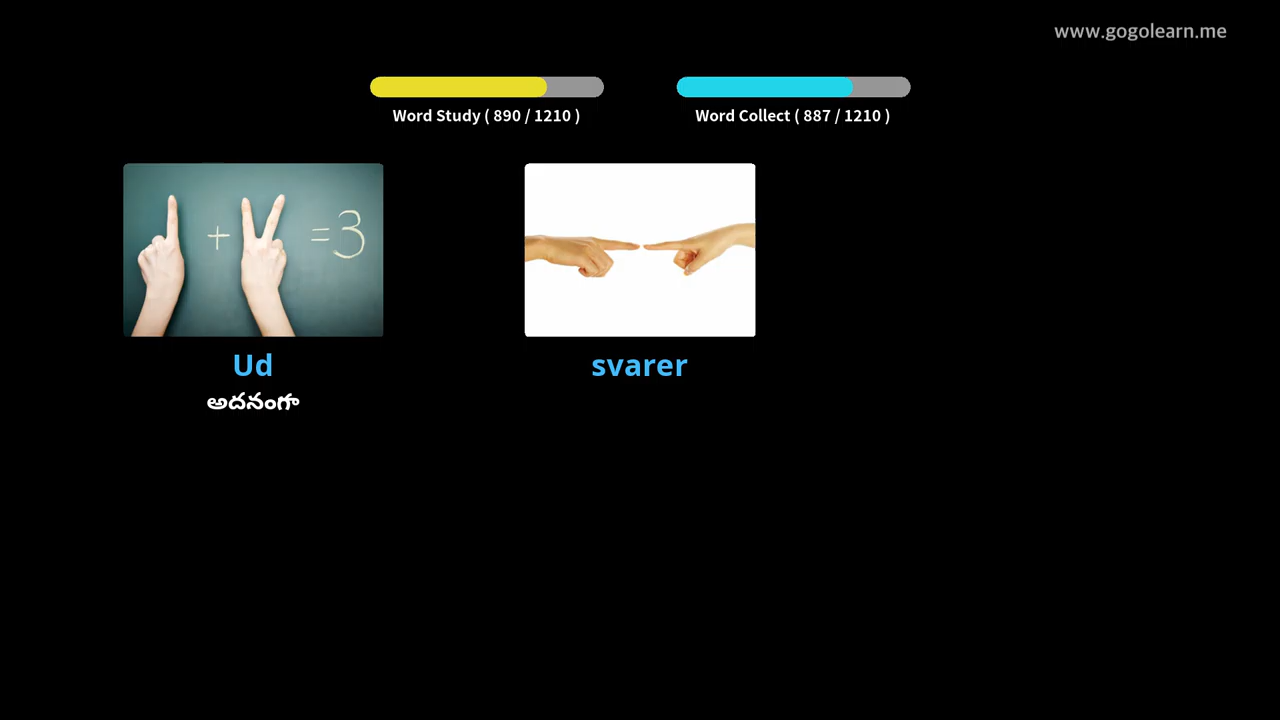 www.gogolearn.me
Word Study ( 890 / 1210 )
Word Collect ( 887 / 1210 )
+ = 3
Ud
svarer
అదనంగా